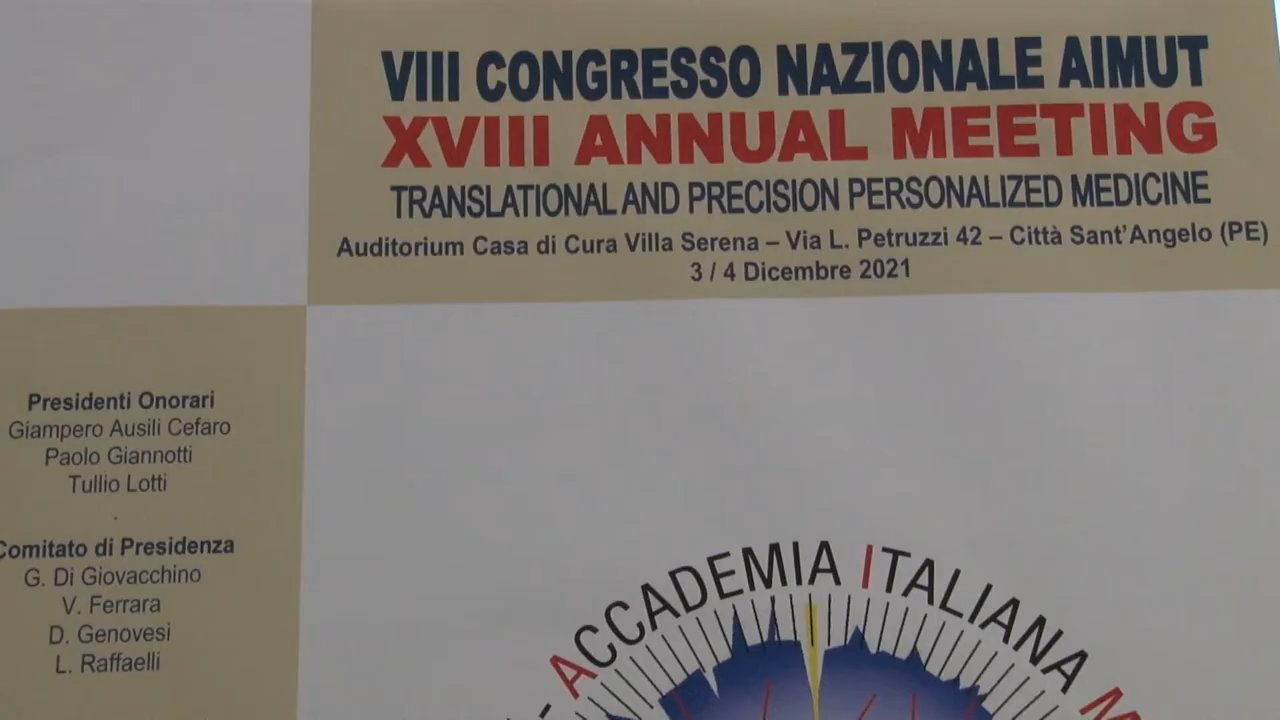 VIII CONGRESSO NAZIONALE AIMUT
XVIII ANNUAL MEETING
TRANSLATIONAL AND PRECISION PERSONALIZED MEDICINE
Auditorium Casa di Cura Villa Serena – Via L. Petruzzi 42 – Città Sant'Angelo (PE)
3 / 4 Dicembre 2021
Presidenti Onorari
Giampero Ausili Cefaro
Paolo Giannotti
Tullio Lotti
Comitato di Presidenza
G. Di Giovacchino
V. Ferrara
D. Genovesi
L. Raffaelli
- ACCADEMIA ITALIANA M